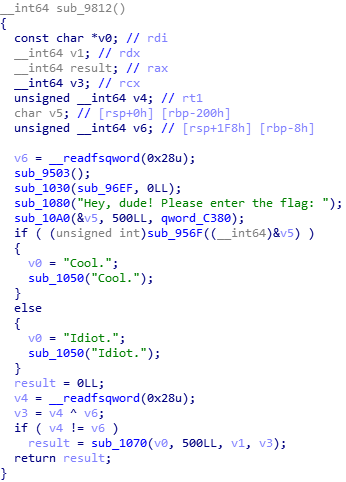 __int64 sub_9812()
{
  const char *v0; // rdi
  __int64 v1; // rdx
  __int64 result; // rax
  __int64 v3; // rcx
  unsigned __int64 v4; // rt1
  char v5; // [rsp+0h] [rbp-200h]
  unsigned __int64 v6; // [rsp+1F8h] [rbp-8h]

  v6 = __readfsqword(0x28u);
  sub_9503();
  sub_1030(sub_96EF, 0LL);
  sub_1080("Hey, dude! Please enter the flag: ");
  sub_10A0(&v5, 500LL, qword_C380);
  if ( (unsigned int)sub_956F((__int64)&v5) )
  {
    v0 = "Cool.";
    sub_1050("Cool.");
  }
  else
  {
    v0 = "Idiot.";
    sub_1050("Idiot.");
  }
  result = 0LL;
  v4 = __readfsqword(0x28u);
  v3 = v4 ^ v6;
  if ( v4 != v6 )
    result = sub_1070(v0, 500LL, v1, v3);
  return result;
}